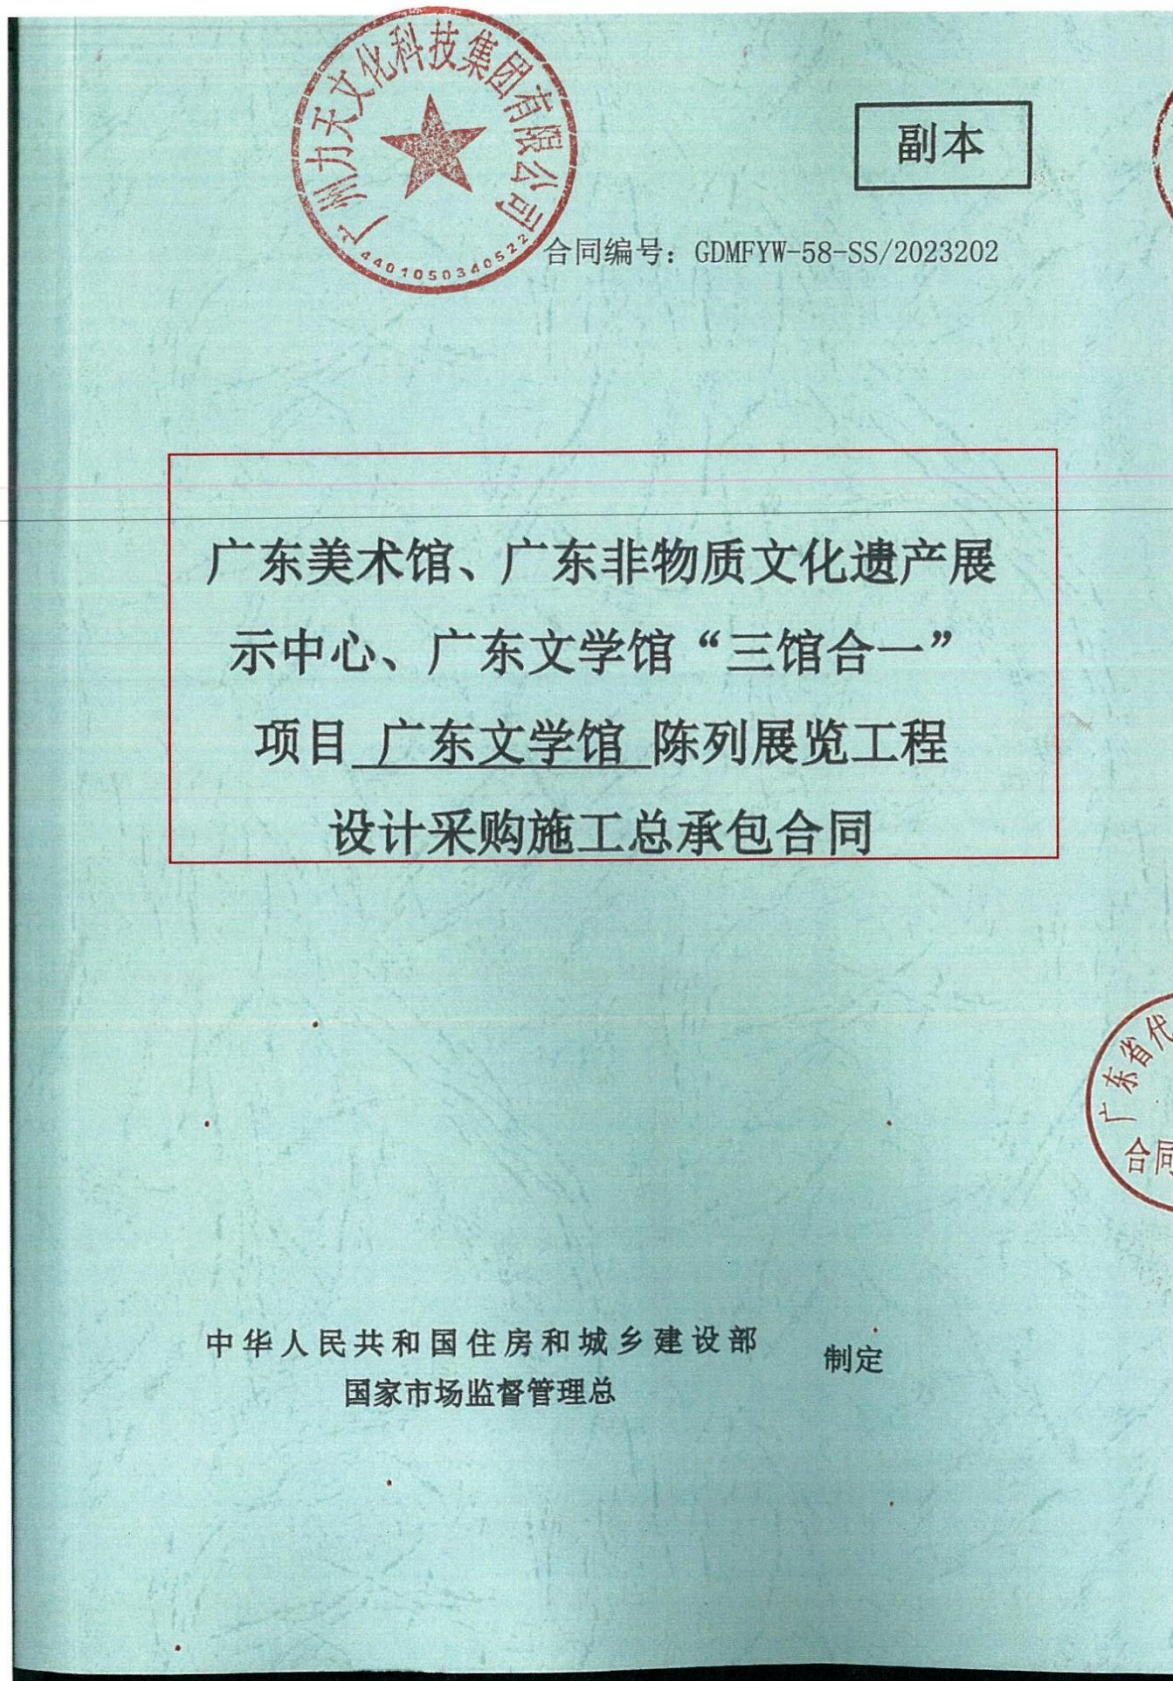 广州力天文化科技集团有限公司
4401050340522
副本
合同编号：GDMFYW-58-SS/2023202
广东美术馆、广东非物质文化遗产展
示中心、广东文学馆“三馆合一”
项目 广东文学馆 陈列展览工程
设计采购施工总承包合同
广东省代
合同
中华人民共和国住房和城乡建设部
国家市场监督管理总
制定